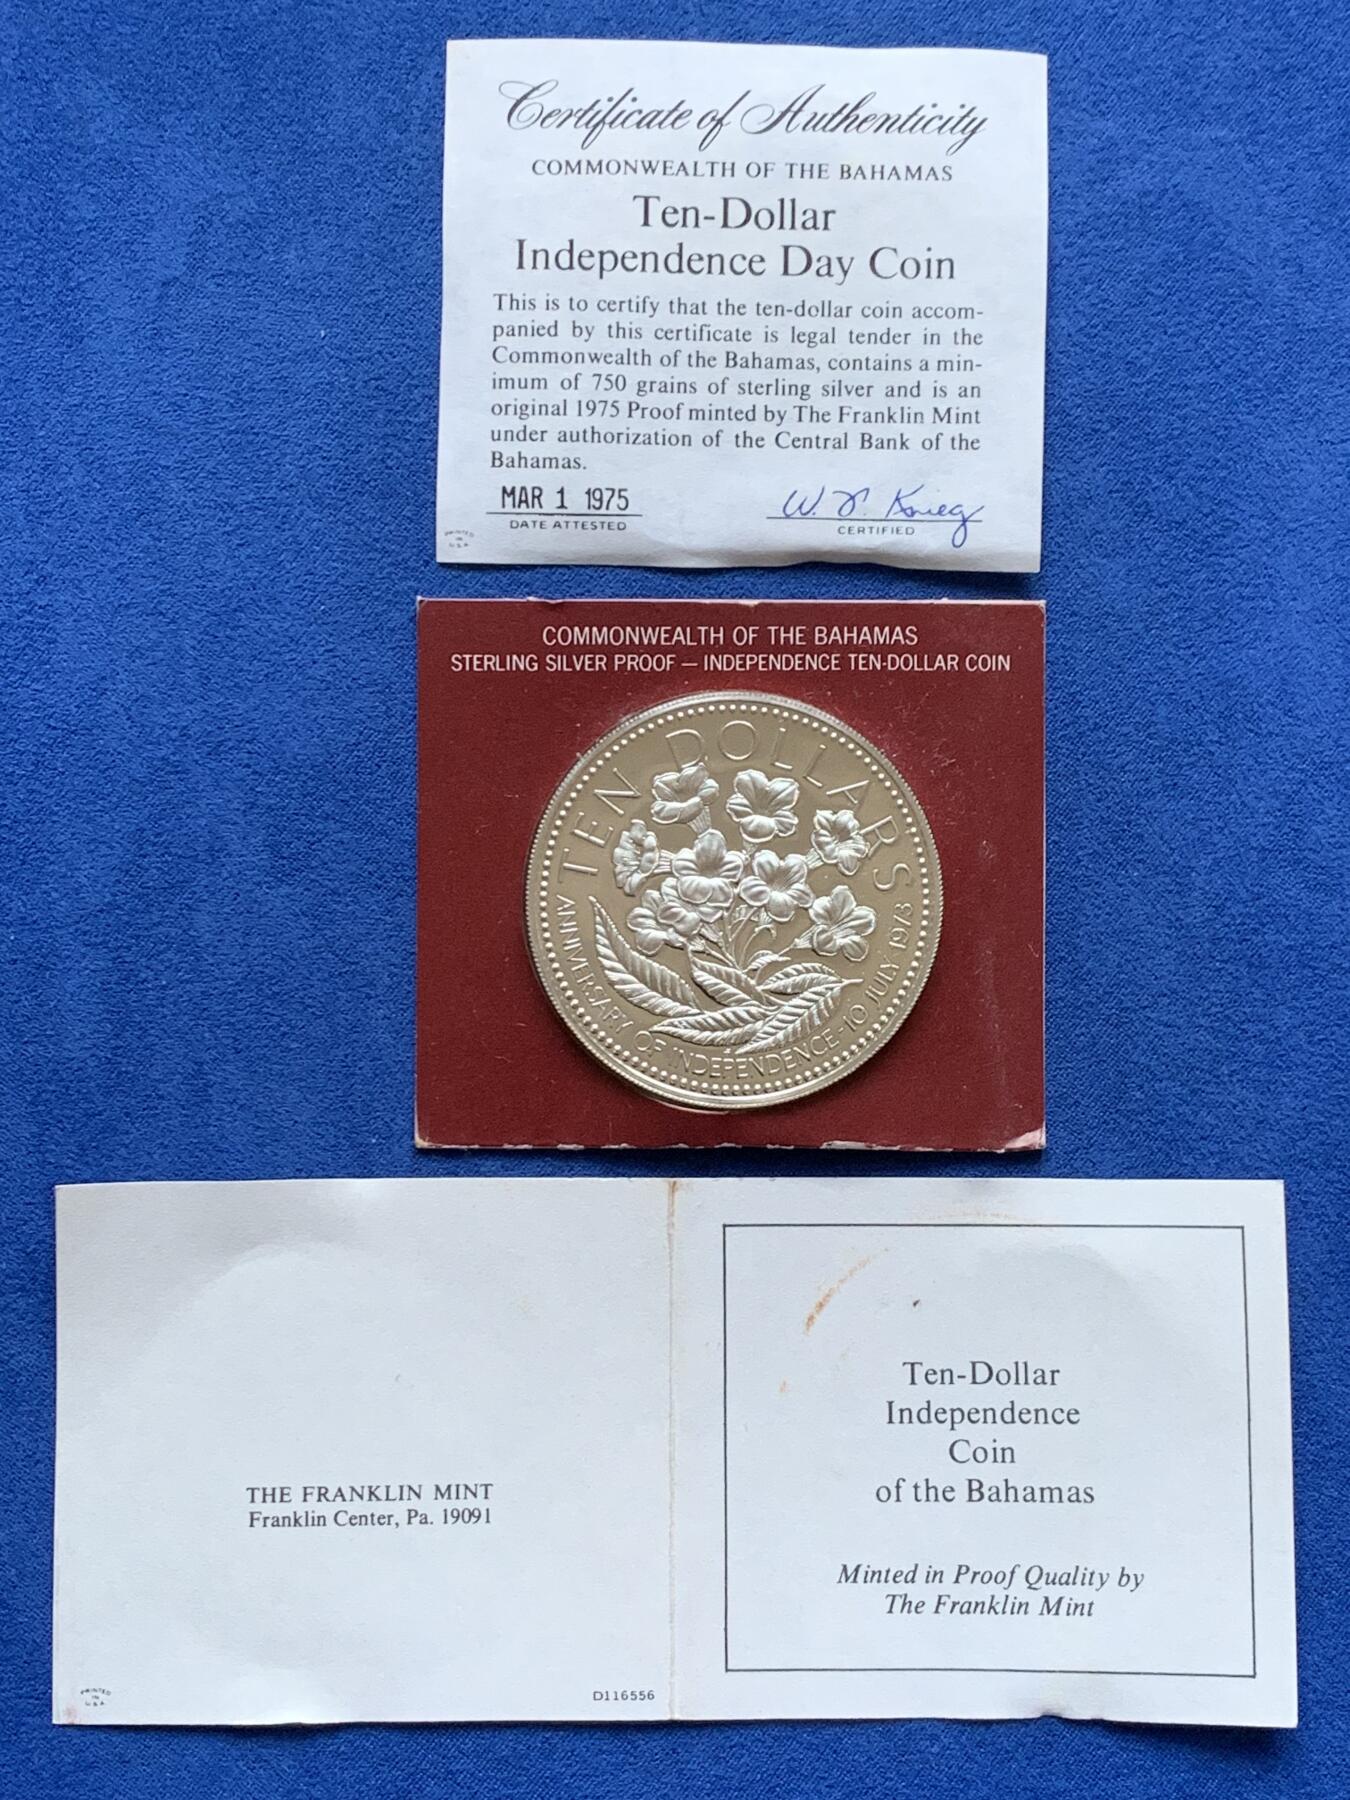 Certificate of Authenticity
COMMONWEALTH OF THE BAHAMAS
Ten-Dollar
Independence Day Coin
This is to certify that the ten-dollar coin accom-
panied by this certificate is legal tender in the
Commonwealth of the Bahamas, contains a min-
imum of 750 grains of sterling silver and is an
original 1975 Proof minted by The Franklin Mint
under authorization of the Central Bank of the
Bahamas.
MAR 1 1975
DATE ATTESTED
W. Krieg
CERTIFIED
PRINTED
IN
U.S.A.
COMMONWEALTH OF THE BAHAMAS
STERLING SILVER PROOF — INDEPENDENCE TEN-DOLLAR COIN
TEN DOLLARS
ANNIVERSARY OF INDEPENDENCE-10 JULY 1973
THE FRANKLIN MINT
Franklin Center, Pa. 19091
PRINTED
IN
U.S.A.
D116556
Ten-Dollar
Independence
Coin
of the Bahamas
Minted in Proof Quality by
The Franklin Mint